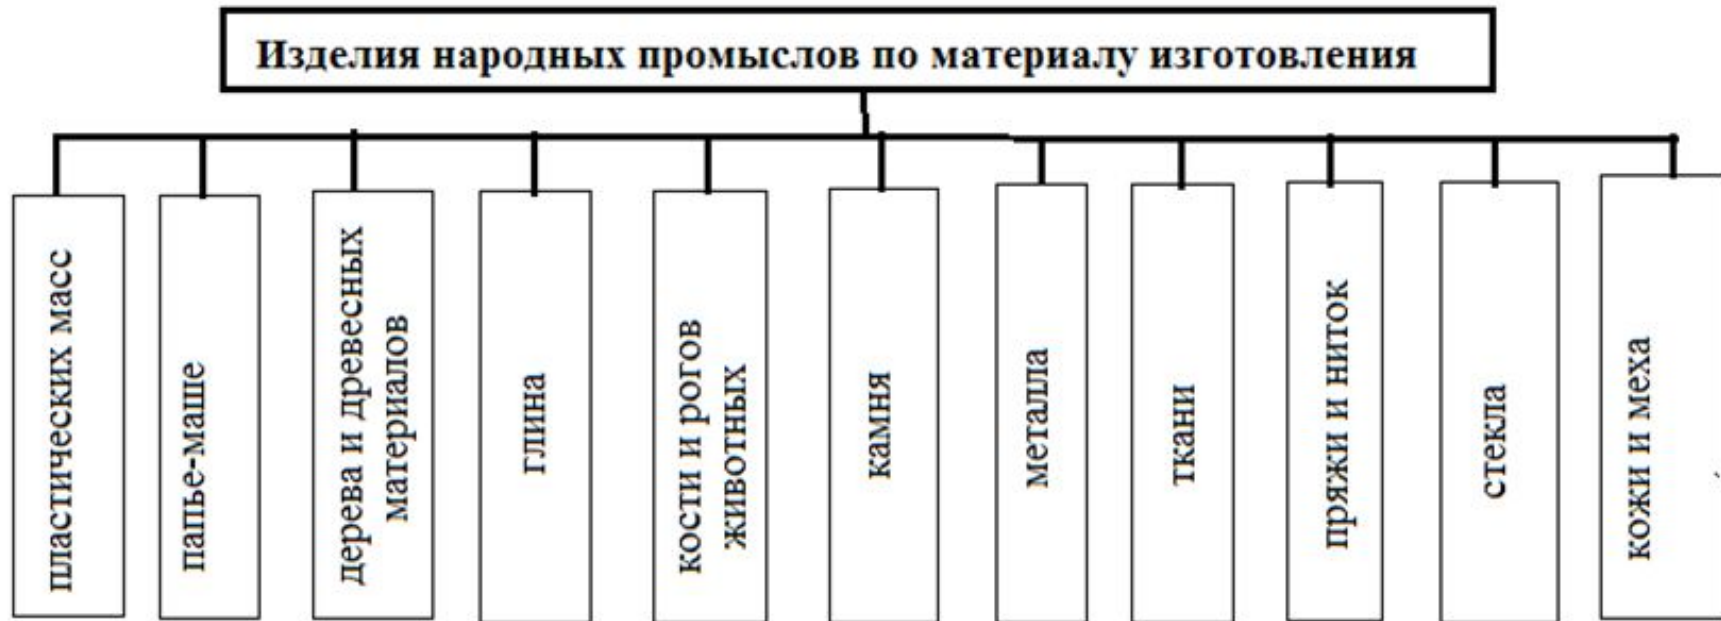 Изделия народных промыслов по материалу изготовления
пластических масс
папье-маше
дерева и древесных
материалов
глина
кости и рогов
животных
камня
металла
ткани
пряжи и ниток
стекла
кожи и меха